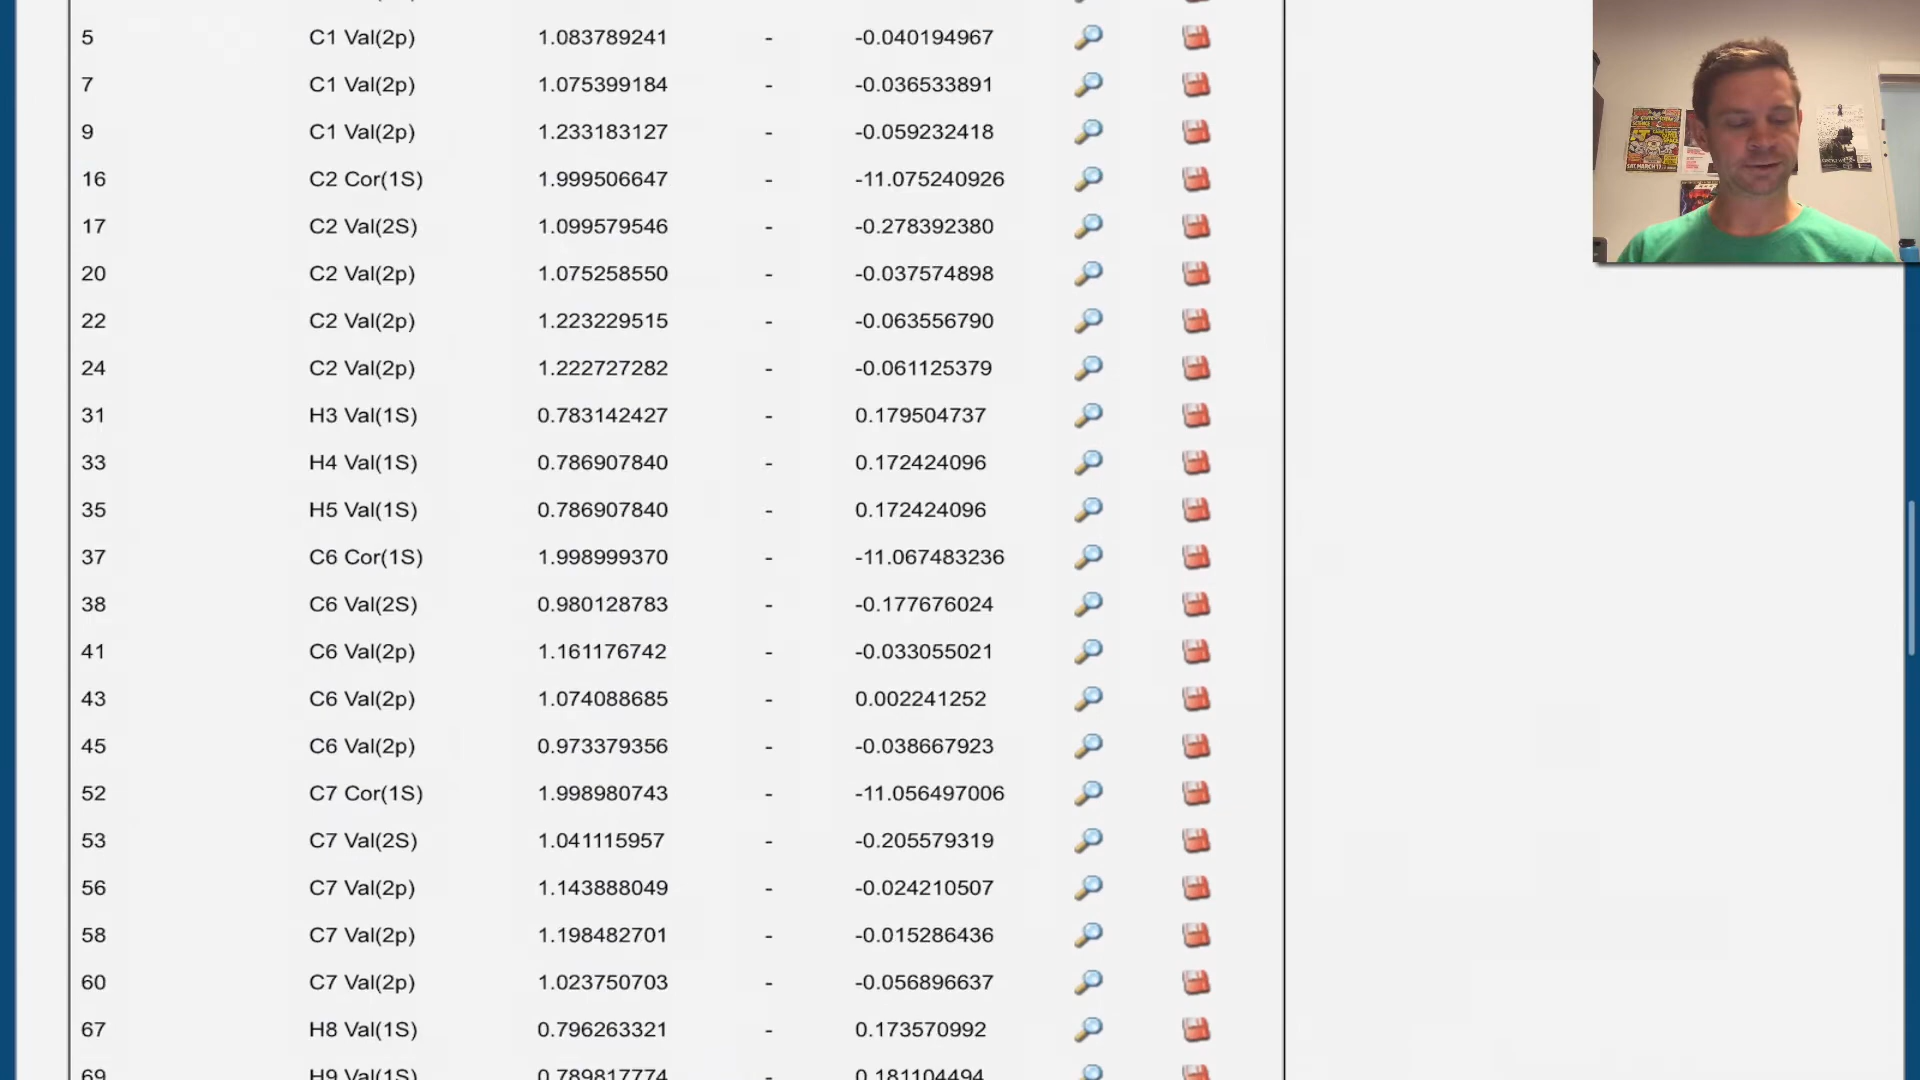 5 C1 Val(2p) 1.083789241 - -0.040194967
7 C1 Val(2p) 1.075399184 - -0.036533891
9 C1 Val(2p) 1.233183127 - -0.059232418
16 C2 Cor(1S) 1.999506647 - -11.075240926
17 C2 Val(2S) 1.099579546 - -0.278392380
20 C2 Val(2p) 1.075258550 - -0.037574898
22 C2 Val(2p) 1.223229515 - -0.063556790
24 C2 Val(2p) 1.222727282 - -0.061125379
31 H3 Val(1S) 0.783142427 - 0.179504737
33 H4 Val(1S) 0.786907840 - 0.172424096
35 H5 Val(1S) 0.786907840 - 0.172424096
37 C6 Cor(1S) 1.998999370 - -11.067483236
38 C6 Val(2S) 0.980128783 - -0.177676024
41 C6 Val(2p) 1.161176742 - -0.033055021
43 C6 Val(2p) 1.074088685 - 0.002241252
45 C6 Val(2p) 0.973379356 - -0.038667923
52 C7 Cor(1S) 1.998980743 - -11.056497006
53 C7 Val(2S) 1.041115957 - -0.205579319
56 C7 Val(2p) 1.143888049 - -0.024210507
58 C7 Val(2p) 1.198482701 - -0.015286436
60 C7 Val(2p) 1.023750703 - -0.056896637
67 H8 Val(1S) 0.796263321 - 0.173570992
69 H9 Val(1S) 0.789817774 - 0.181104494